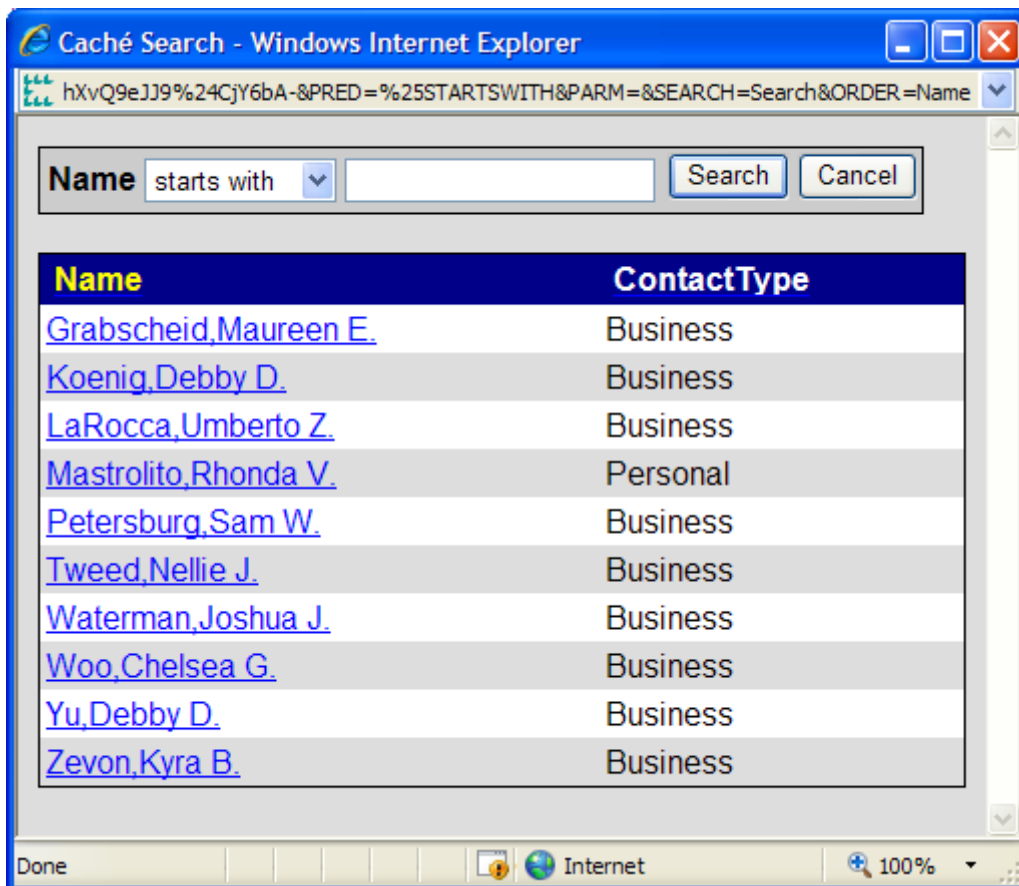 Caché Search - Windows Internet Explorer
hXvQ9eJJ9%24CjY6bA-&PRED=%25STARTSWITH&PARM=&SEARCH=Search&ORDER=Name
Name starts with Search Cancel
Name ContactType
Grabscheid,Maureen E. Business
Koenig,Debby D. Business
LaRocca,Umberto Z. Business
Mastrolito,Rhonda V. Personal
Petersburg,Sam W. Business
Tweed,Nellie J. Business
Waterman,Joshua J. Business
Woo,Chelsea G. Business
Yu,Debby D. Business
Zevon,Kyra B. Business
Done Internet 100%